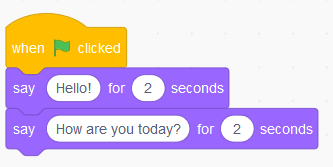 when clicked
say Hello! for 2 seconds
say How are you today? for 2 seconds